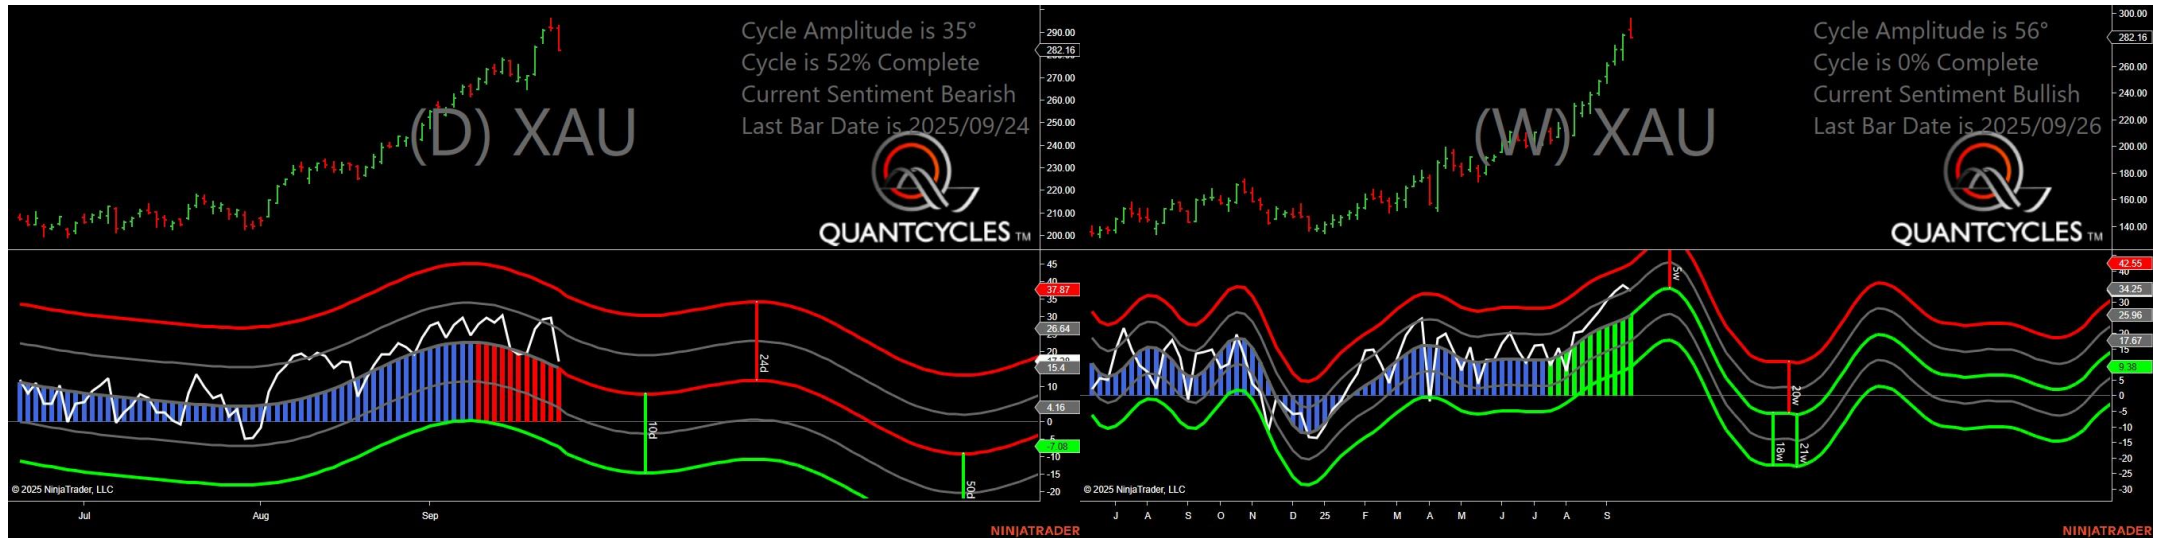 Cycle Amplitude is 35°
Cycle is 52% Complete
Current Sentiment Bearish
Last Bar Date is 2025/09/24
(D) XAU
QUANTCYCLES TM
290.00
282.16
270.00
260.00
250.00
240.00
230.00
220.00
210.00
200.00
45
37.87
35
30
26.64
20
15.4
10
4.16
0
-7.08
-10
-15
-20
24d
10d
50d
© 2025 NinjaTrader, LLC
Jul Aug Sep
NINJATRADER
Cycle Amplitude is 56°
Cycle is 0% Complete
Current Sentiment Bullish
Last Bar Date is 2025/09/26
(W) XAU
QUANTCYCLES TM
300.00
282.16
260.00
240.00
220.00
200.00
180.00
160.00
140.00
42.55
40
34.25
30
25.96
17.67
15
9.38
5
0
-5
-10
-15
-20
-25
-30
5w
20w
18w
21w
© 2025 NinjaTrader, LLC
J A S O N D 25 F M A M J J A S
NINJATRADER